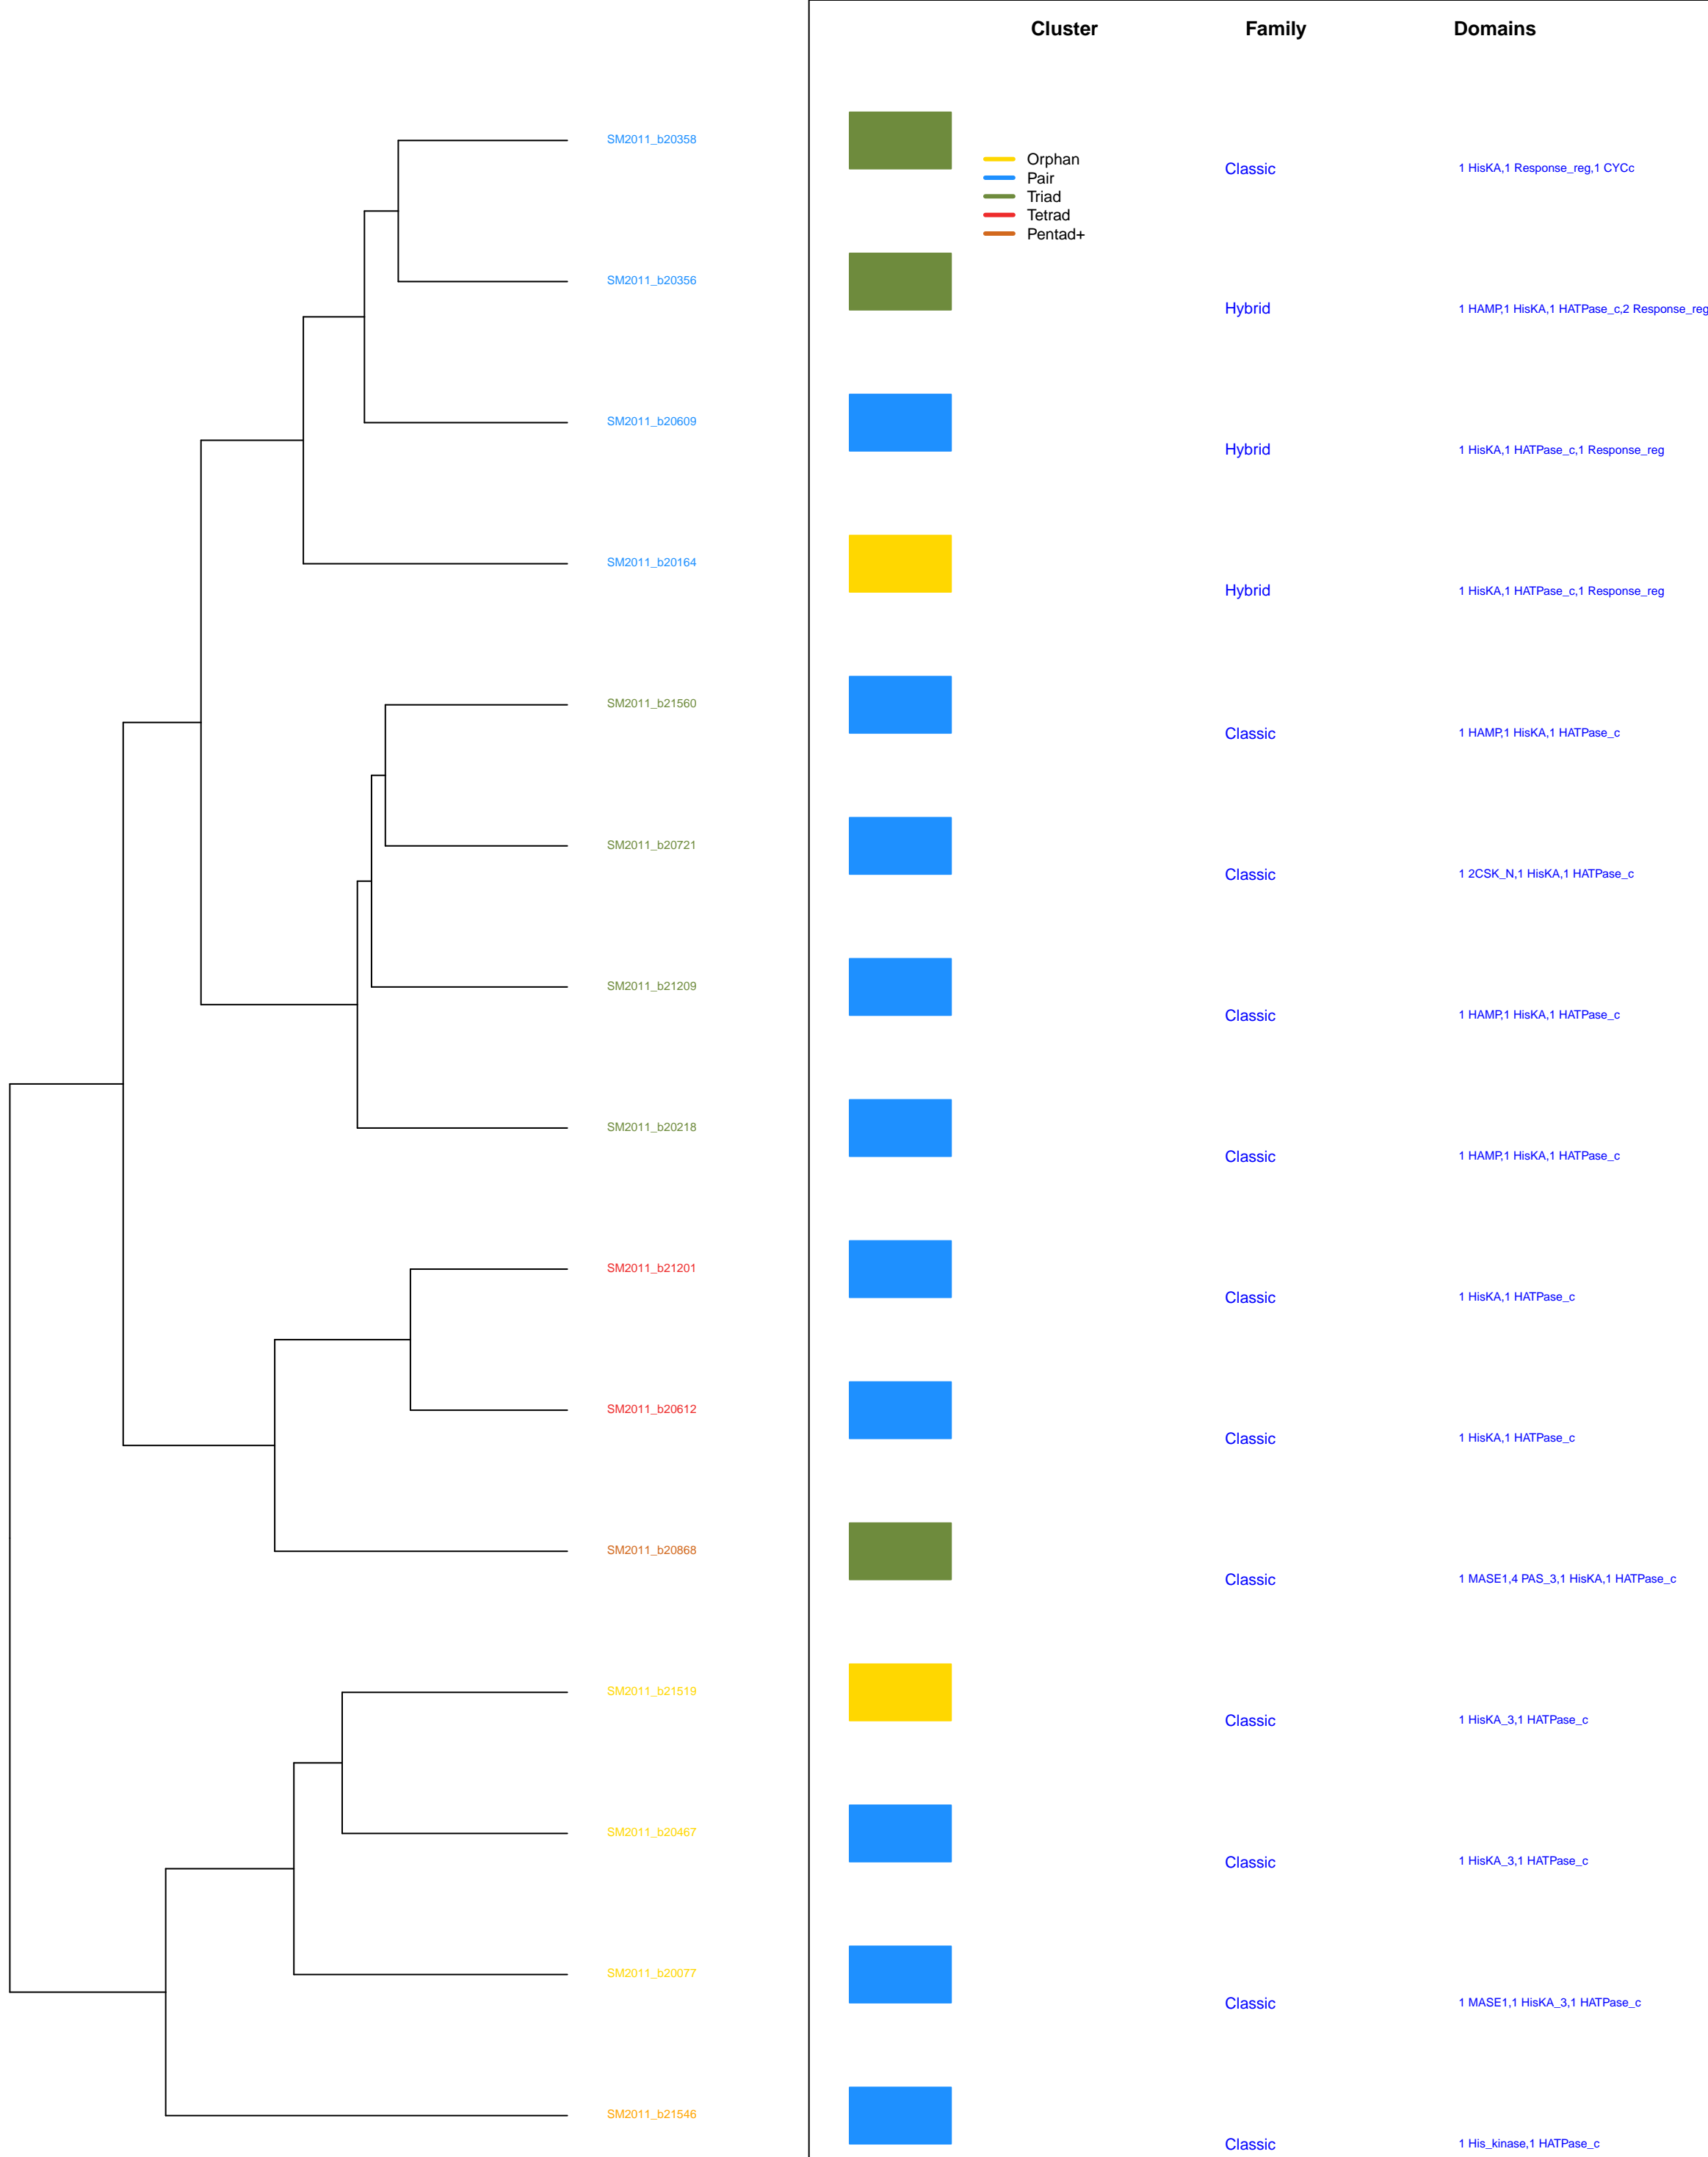 Cluster Family Domains
SM2011_b20358
Orphan
Pair
Triad
Tetrad
Pentad+
Classic 1 HisKA,1 Response_reg,1 CYCc
SM2011_b20356
Hybrid 1 HAMP,1 HisKA,1 HATPase_c,2 Response_reg
SM2011_b20609
Hybrid 1 HisKA,1 HATPase_c,1 Response_reg
SM2011_b20164
Hybrid 1 HisKA,1 HATPase_c,1 Response_reg
SM2011_b21560
Classic 1 HAMP,1 HisKA,1 HATPase_c
SM2011_b20721
Classic 1 2CSK_N,1 HisKA,1 HATPase_c
SM2011_b21209
Classic 1 HAMP,1 HisKA,1 HATPase_c
SM2011_b20218
Classic 1 HAMP,1 HisKA,1 HATPase_c
SM2011_b21201
Classic 1 HisKA,1 HATPase_c
SM2011_b20612
Classic 1 HisKA,1 HATPase_c
SM2011_b20868
Classic 1 MASE1,4 PAS_3,1 HisKA,1 HATPase_c
SM2011_b21519
Classic 1 HisKA_3,1 HATPase_c
SM2011_b20467
Classic 1 HisKA_3,1 HATPase_c
SM2011_b20077
Classic 1 MASE1,1 HisKA_3,1 HATPase_c
SM2011_b21546
Classic 1 His_kinase,1 HATPase_c